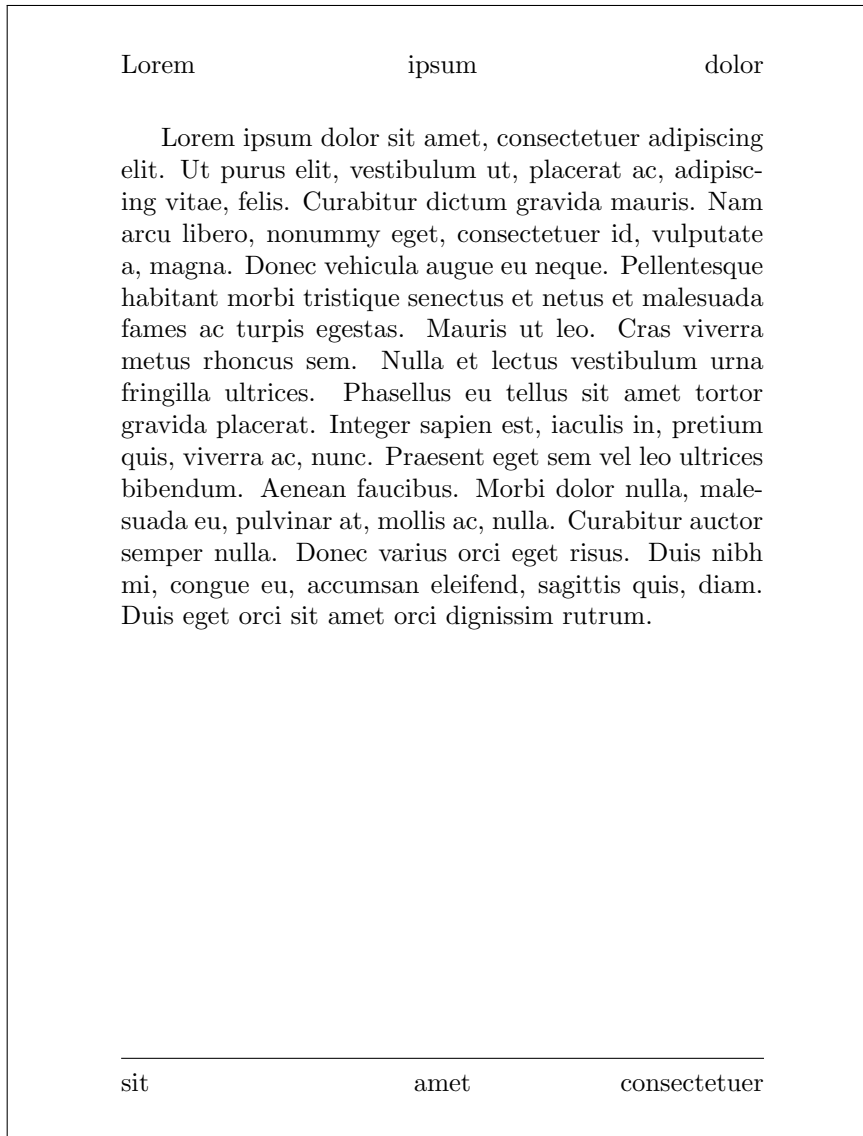 Lorem ipsum dolor
Lorem ipsum dolor sit amet, consectetuer adipiscing
elit. Ut purus elit, vestibulum ut, placerat ac, adipisc-
ing vitae, felis. Curabitur dictum gravida mauris. Nam
arcu libero, nonummy eget, consectetuer id, vulputate
a, magna. Donec vehicula augue eu neque. Pellentesque
habitant morbi tristique senectus et netus et malesuada
fames ac turpis egestas. Mauris ut leo. Cras viverra
metus rhoncus sem. Nulla et lectus vestibulum urna
fringilla ultrices. Phasellus eu tellus sit amet tortor
gravida placerat. Integer sapien est, iaculis in, pretium
quis, viverra ac, nunc. Praesent eget sem vel leo ultrices
bibendum. Aenean faucibus. Morbi dolor nulla, male-
suada eu, pulvinar at, mollis ac, nulla. Curabitur auctor
semper nulla. Donec varius orci eget risus. Duis nibh
mi, congue eu, accumsan eleifend, sagittis quis, diam.
Duis eget orci sit amet orci dignissim rutrum.
sit amet consectetuer